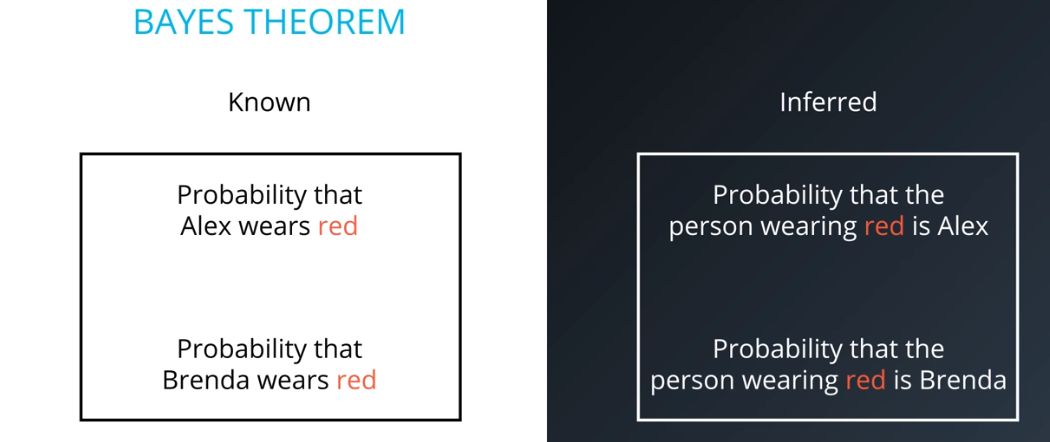 BAYES THEOREM
Known
Probability that
Alex wears red
Probability that
Brenda wears red
Inferred
Probability that the
person wearing red is Alex
Probability that the
person wearing red is Brenda